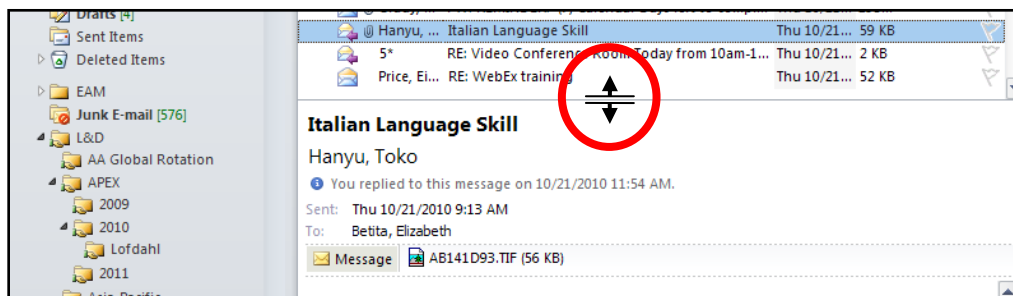 Drafts [4]
Sent Items
Deleted Items
EAM
Junk E-mail [576]
L&D
AA Global Rotation
APEX
2009
2010
Lofdahl
2011
Asia Pacific
Hanyu, ... Italian Language Skill Thu 10/21... 59 KB
5* RE: Video Conference Room Today from 10am-1... Thu 10/21... 2 KB
Price, Ei... RE: WebEx training Thu 10/21... 52 KB
Italian Language Skill
Hanyu, Toko
You replied to this message on 10/21/2010 11:54 AM.
Sent: Thu 10/21/2010 9:13 AM
To: Betita, Elizabeth
Message AB141D93.TIF (56 KB)